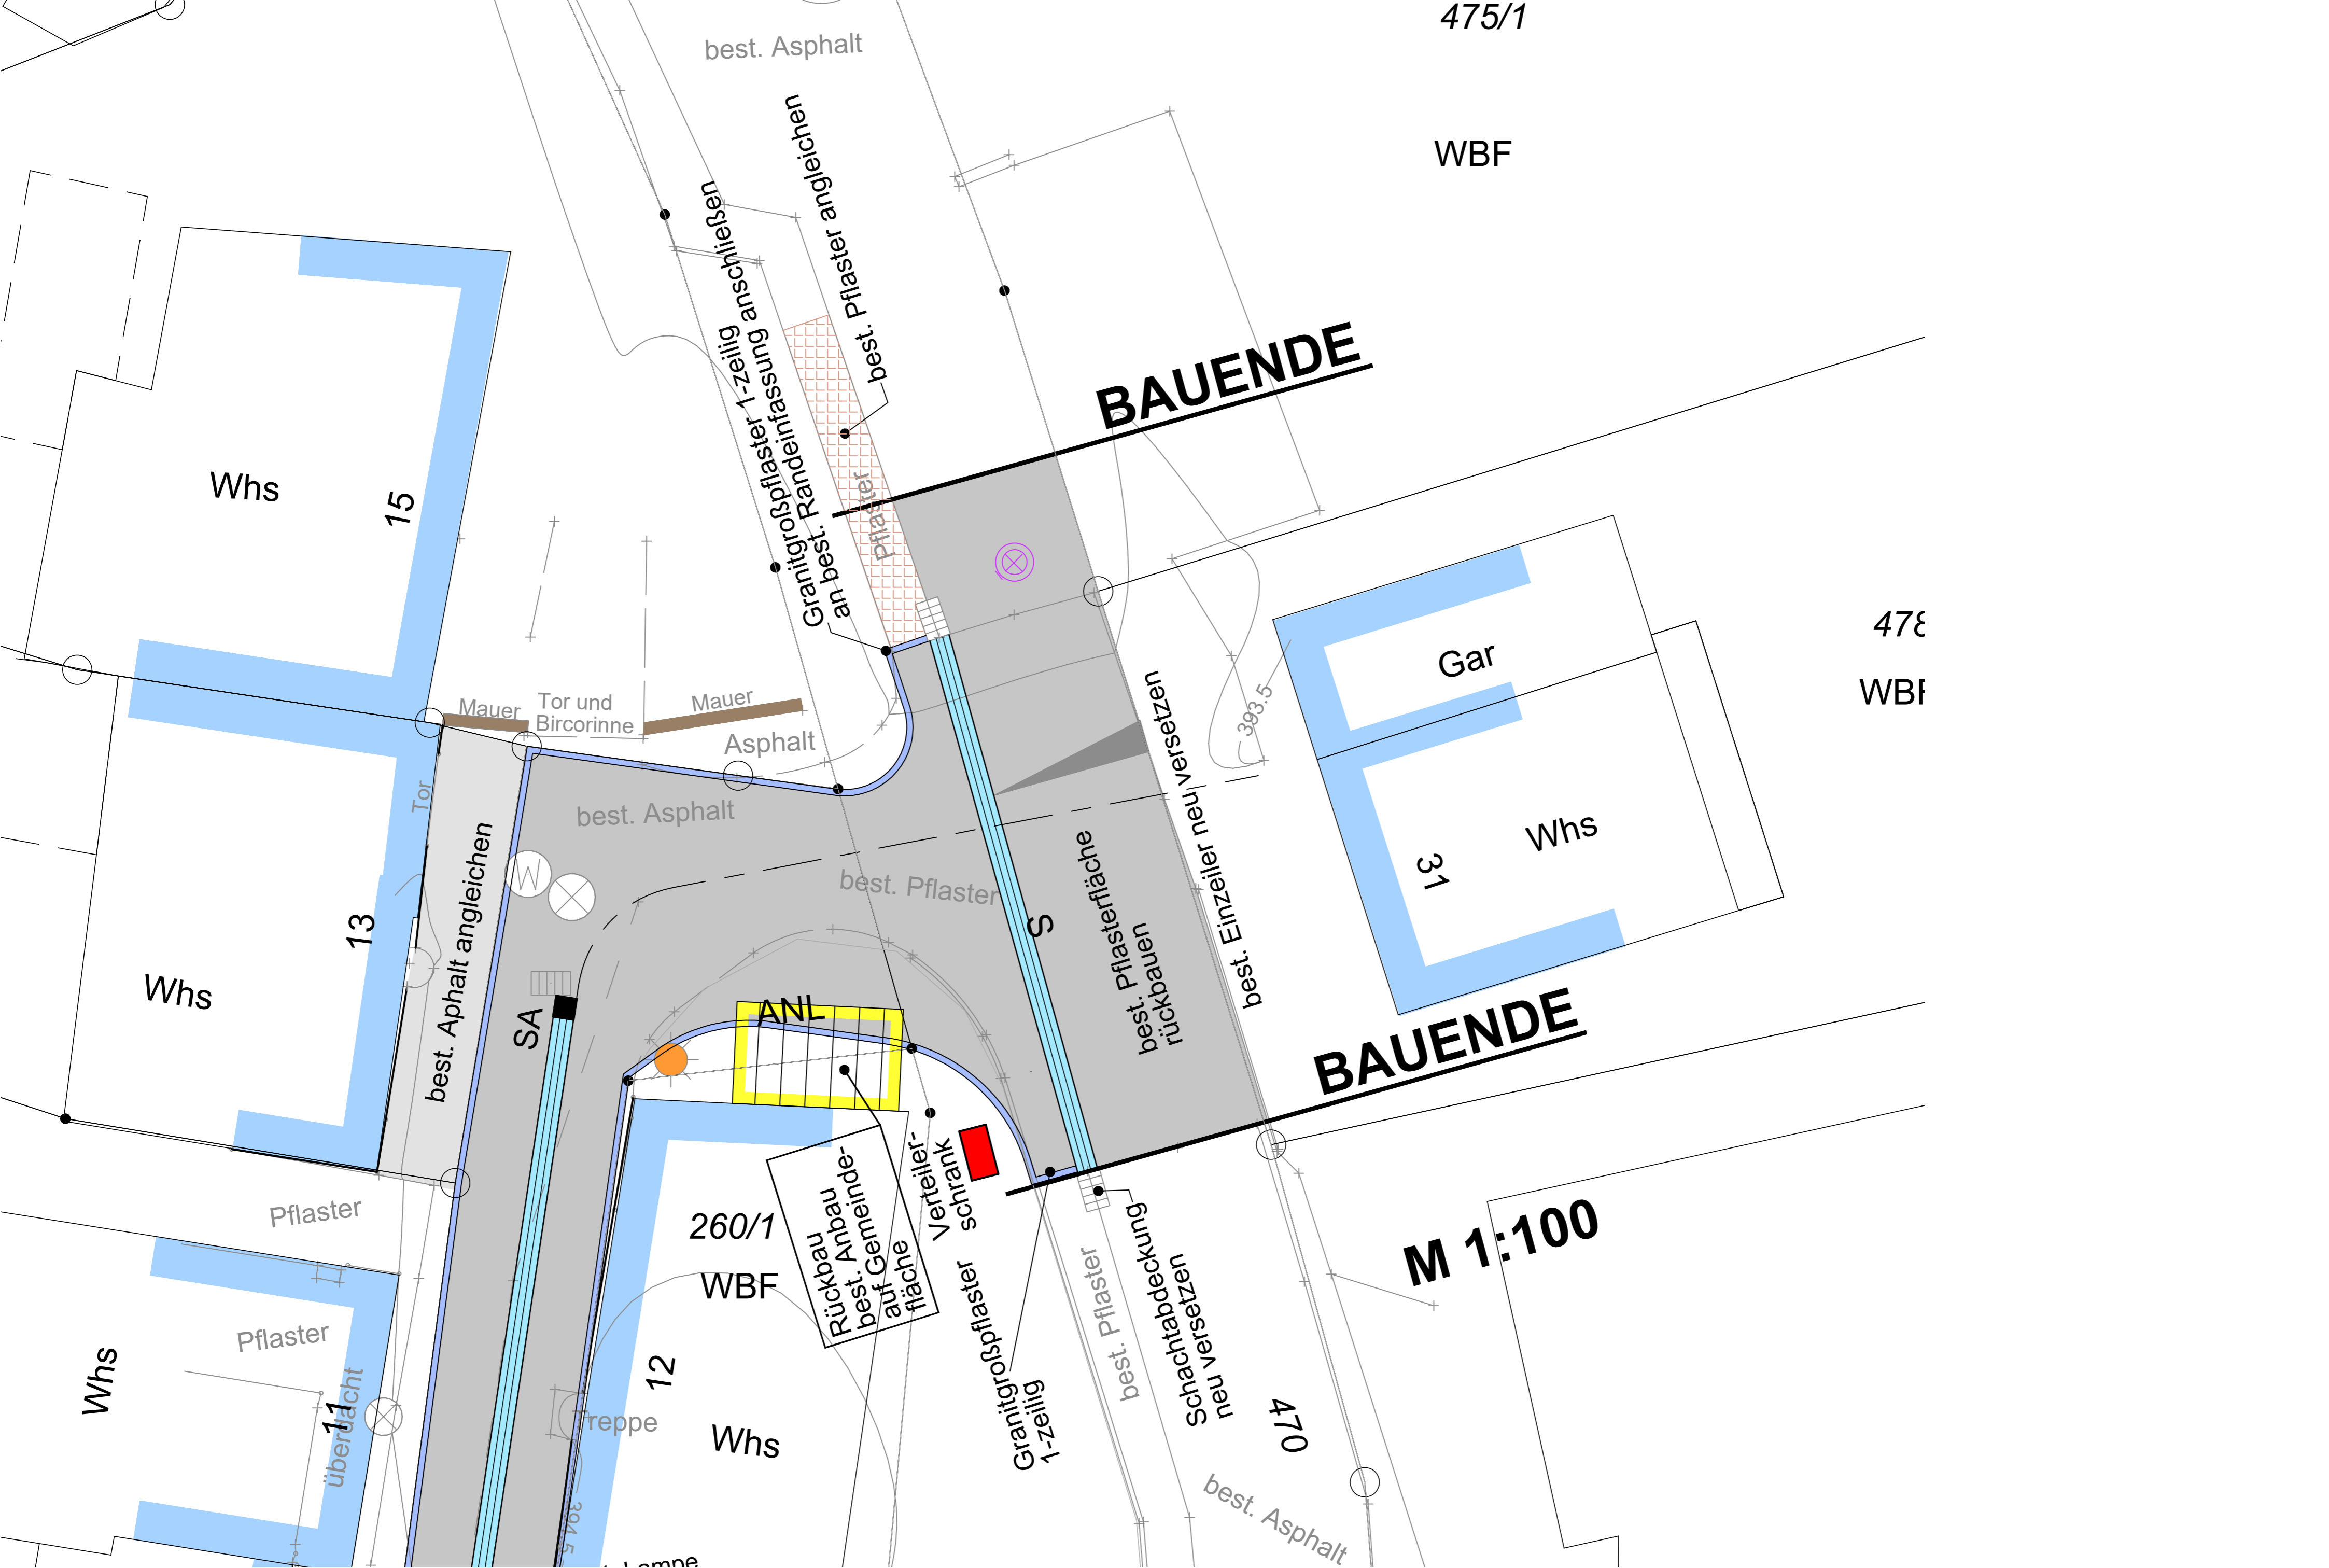 475/1
best. Asphalt
WBF
best. Pflaster angleichen
Granitgroßpflaster 1-zeilig
an best. Randeinfassung anschließen
BAUENDE
Whs
15
Pflaster
478
WBF
Gar
Mauer
Tor und
Bircorinne
Mauer
Asphalt
393.5
best. Einzeiler neu versetzen
Tor
best. Asphalt
Whs
31
best. Aphalt angleichen
W
best. Pflaster
best. Pflasterfläche
rückbauen
S
13
Whs
SA
ANL
BAUENDE
Verteiler-
schrank
Rückbau
best. Anbau
auf Gemeinde-
fläche
Pflaster
260/1
WBF
M 1:100
Schachtabdeckung
neu versetzen
best. Pflaster
Granitgroßpflaster
1-zeilig
Pflaster
Whs
11
überdacht
12
reppe
Whs
470
best. Asphalt
394.5
Lampe